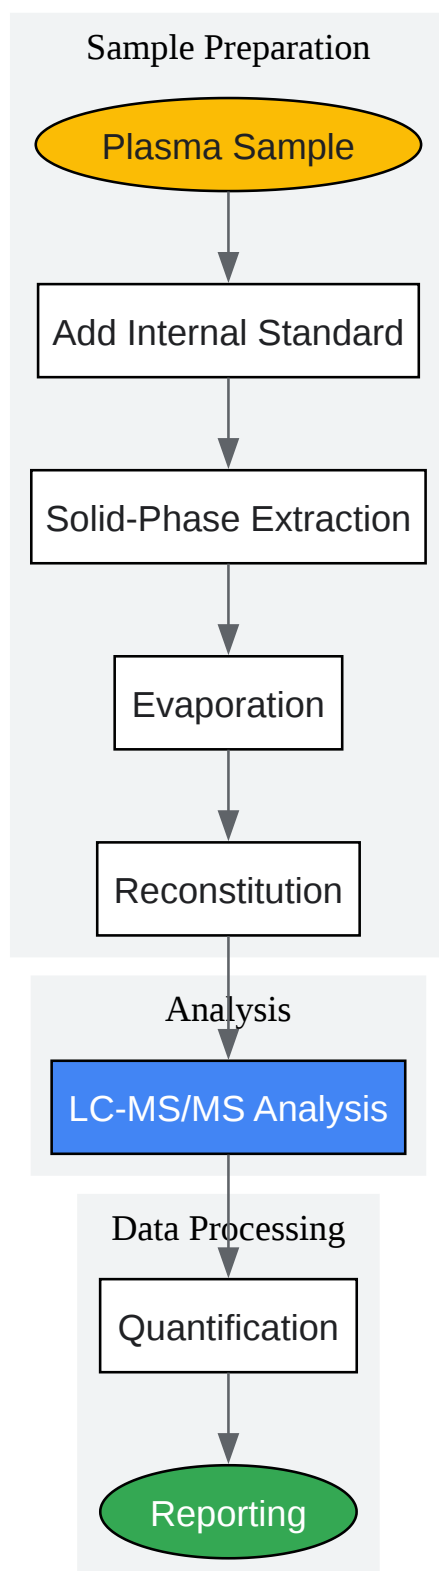 Sample Preparation
Plasma Sample
Add Internal Standard
Solid-Phase Extraction
Evaporation
Reconstitution
Analysis
LC-MS/MS Analysis
Data Processing
Quantification
Reporting